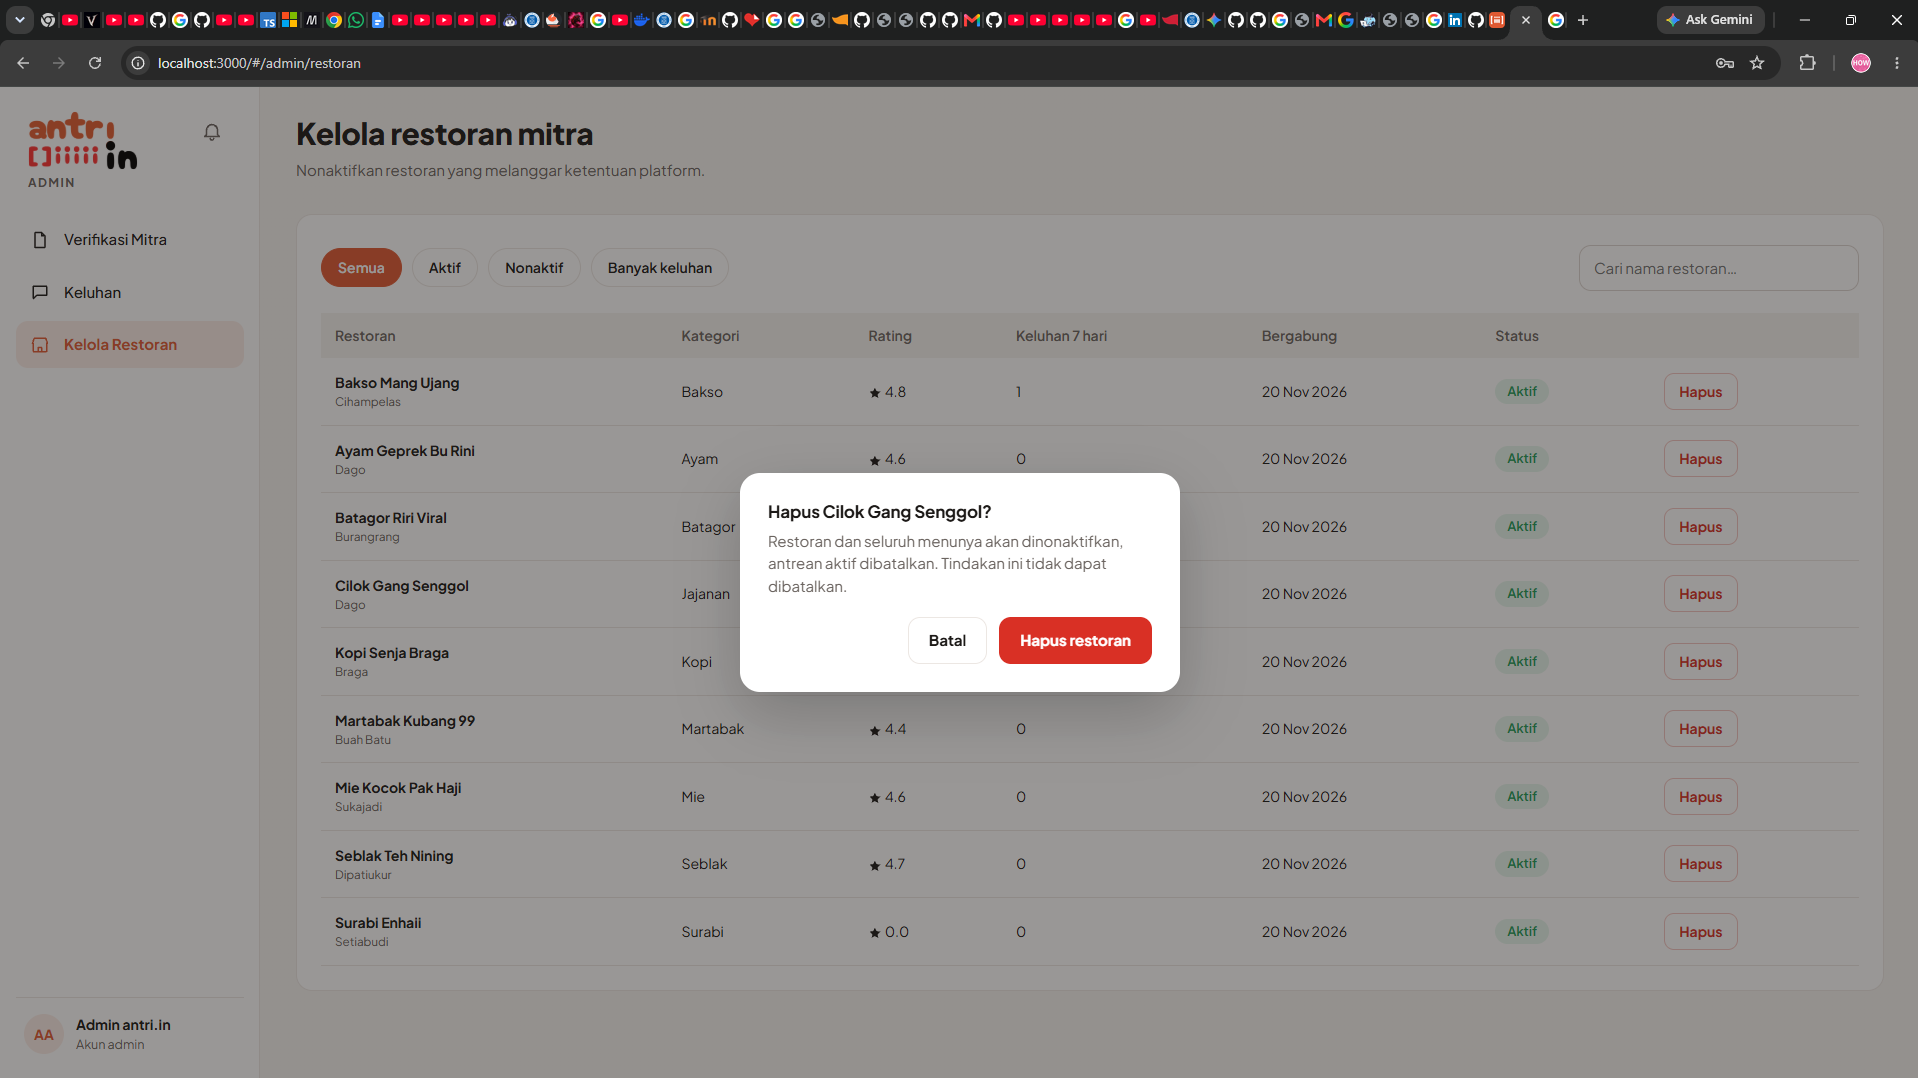 Ask Gemini
localhost:3000/#/admin/restoran
HOW
antri
in
ADMIN
Verifikasi Mitra
Keluhan
Kelola Restoran
Kelola restoran mitra
Nonaktifkan restoran yang melanggar ketentuan platform.
Semua Aktif Nonaktif Banyak keluhan
Cari nama restoran...
Restoran Kategori Rating Keluhan 7 hari Bergabung Status
Bakso Mang Ujang
Cihampelas
Bakso ★ 4.8 1 20 Nov 2026 Aktif Hapus
Ayam Geprek Bu Rini
Dago
Ayam ★ 4.6 0 20 Nov 2026 Aktif Hapus
Batagor Riri Viral
Burangrang
Batagor 20 Nov 2026 Aktif Hapus
Cilok Gang Senggol
Dago
Jajanan 20 Nov 2026 Aktif Hapus
Kopi Senja Braga
Braga
Kopi 20 Nov 2026 Aktif Hapus
Martabak Kubang 99
Buah Batu
Martabak ★ 4.4 0 20 Nov 2026 Aktif Hapus
Mie Kocok Pak Haji
Sukajadi
Mie ★ 4.6 0 20 Nov 2026 Aktif Hapus
Seblak Teh Nining
Dipatiukur
Seblak ★ 4.7 0 20 Nov 2026 Aktif Hapus
Surabi Enhaii
Setiabudi
Surabi ★ 0.0 0 20 Nov 2026 Aktif Hapus
Hapus Cilok Gang Senggol?
Restoran dan seluruh menunya akan dinonaktifkan,
antrean aktif dibatalkan. Tindakan ini tidak dapat
dibatalkan.
Batal Hapus restoran
AA
Admin antri.in
Akun admin